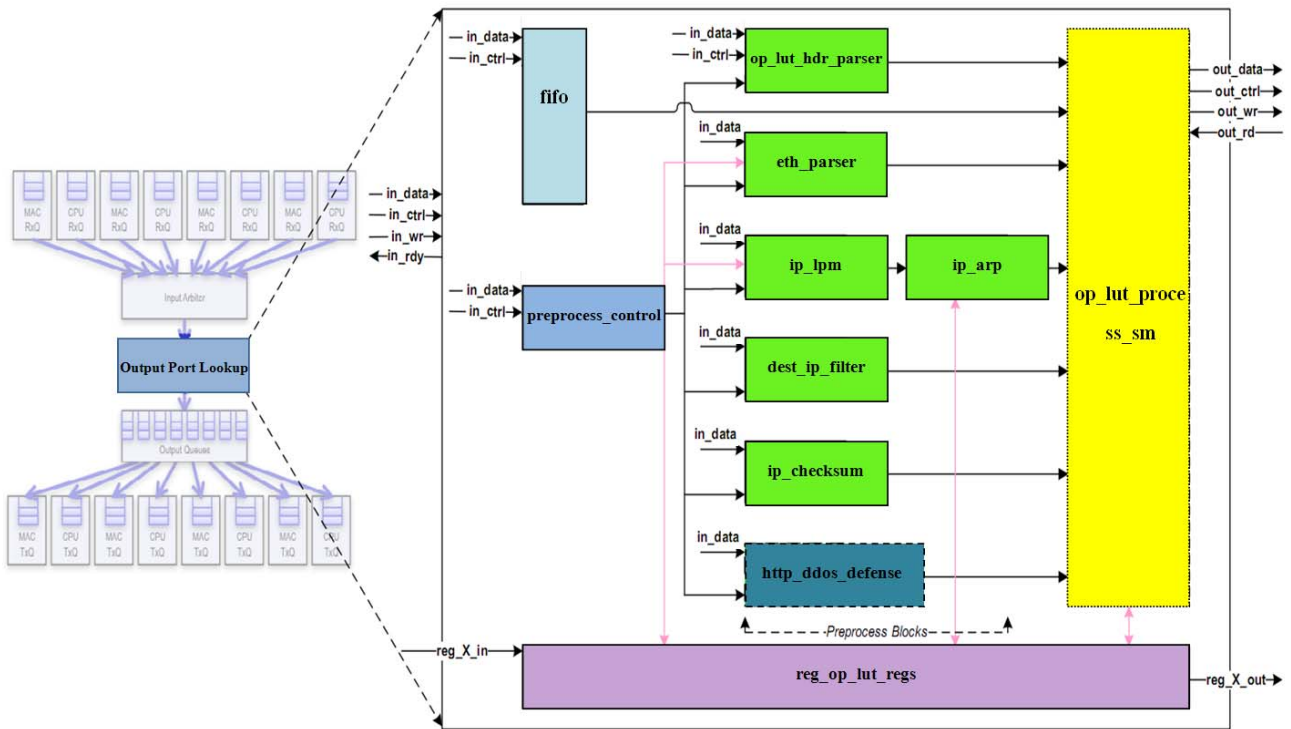 MAC RxQ
CPU RxQ
MAC RxQ
CPU RxQ
MAC RxQ
CPU RxQ
MAC RxQ
CPU RxQ
Input Arbiter
Output Port Lookup
Output Queues
MAC TxQ
CPU TxQ
MAC TxQ
CPU TxQ
MAC TxQ
CPU TxQ
MAC TxQ
CPU TxQ
in_data
in_ctrl
in_wr
in_rdy
in_data
in_ctrl
fifo
in_data
in_ctrl
preprocess_control
in_data
in_ctrl
op_lut_hdr_parser
in_data
eth_parser
in_data
ip_lpm
ip_arp
in_data
dest_ip_filter
in_data
ip_checksum
in_data
http_ddos_defense
Preprocess Blocks
op_lut_proce
ss_sm
out_data
out_ctrl
out_wr
out_rd
reg_X_in
reg_op_lut_regs
reg_X_out